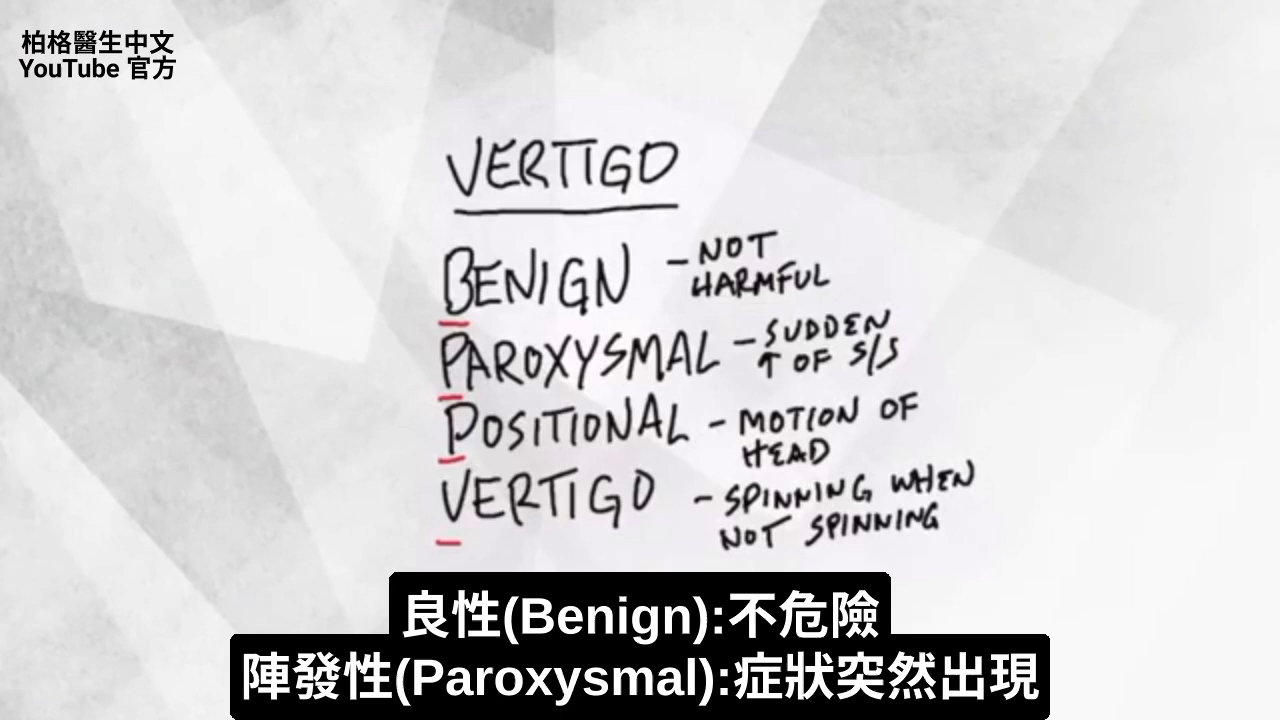 柏格醫生中文
YouTube 官方
VERTIGO
BENIGN - NOT
HARMFUL
PAROXYSMAL - SUDDEN
↑ OF S/S
POSITIONAL - MOTION OF
HEAD
VERTIGO - SPINNING WHEN
NOT SPINNING
良性(Benign):不危險
陣發性(Paroxysmal):症狀突然出現